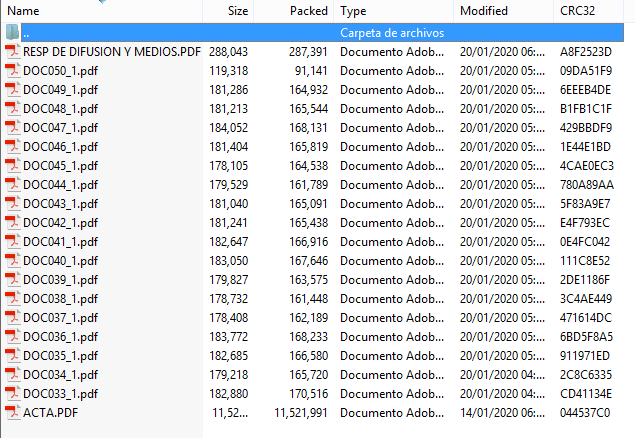 Name Size Packed Type Modified CRC32
.. Carpeta de archivos
RESP DE DIFUSION Y MEDIOS.PDF 288,043 287,391 Documento Adob... 20/01/2020 06:... A8F2523D
DOC050_1.pdf 119,318 91,141 Documento Adob... 20/01/2020 06:... 09DA51F9
DOC049_1.pdf 181,286 164,932 Documento Adob... 20/01/2020 05:... 6EEEB4DE
DOC048_1.pdf 181,213 165,544 Documento Adob... 20/01/2020 05:... B1FB1C1F
DOC047_1.pdf 184,052 168,131 Documento Adob... 20/01/2020 05:... 429BBDF9
DOC046_1.pdf 181,404 165,819 Documento Adob... 20/01/2020 05:... 1E44E1BD
DOC045_1.pdf 178,105 164,538 Documento Adob... 20/01/2020 05:... 4CAE0EC3
DOC044_1.pdf 179,529 161,789 Documento Adob... 20/01/2020 05:... 780A89AA
DOC043_1.pdf 181,040 165,091 Documento Adob... 20/01/2020 05:... 5F83A9E7
DOC042_1.pdf 181,241 165,438 Documento Adob... 20/01/2020 05:... E4F793EC
DOC041_1.pdf 182,647 166,916 Documento Adob... 20/01/2020 05:... 0E4FC042
DOC040_1.pdf 183,050 167,646 Documento Adob... 20/01/2020 05:... 111C8E52
DOC039_1.pdf 179,827 163,575 Documento Adob... 20/01/2020 05:... 2DE1186F
DOC038_1.pdf 178,732 161,448 Documento Adob... 20/01/2020 05:... 3C4AE449
DOC037_1.pdf 178,408 162,189 Documento Adob... 20/01/2020 05:... 471614DC
DOC036_1.pdf 183,772 168,233 Documento Adob... 20/01/2020 05:... 6BD5F8A5
DOC035_1.pdf 182,685 166,580 Documento Adob... 20/01/2020 05:... 911971ED
DOC034_1.pdf 179,218 165,720 Documento Adob... 20/01/2020 04:... 2C8C6335
DOC033_1.pdf 182,880 170,516 Documento Adob... 20/01/2020 04:... CD41134E
ACTA.PDF 11,52... 11,521,991 Documento Adob... 14/01/2020 06:... 044537C0